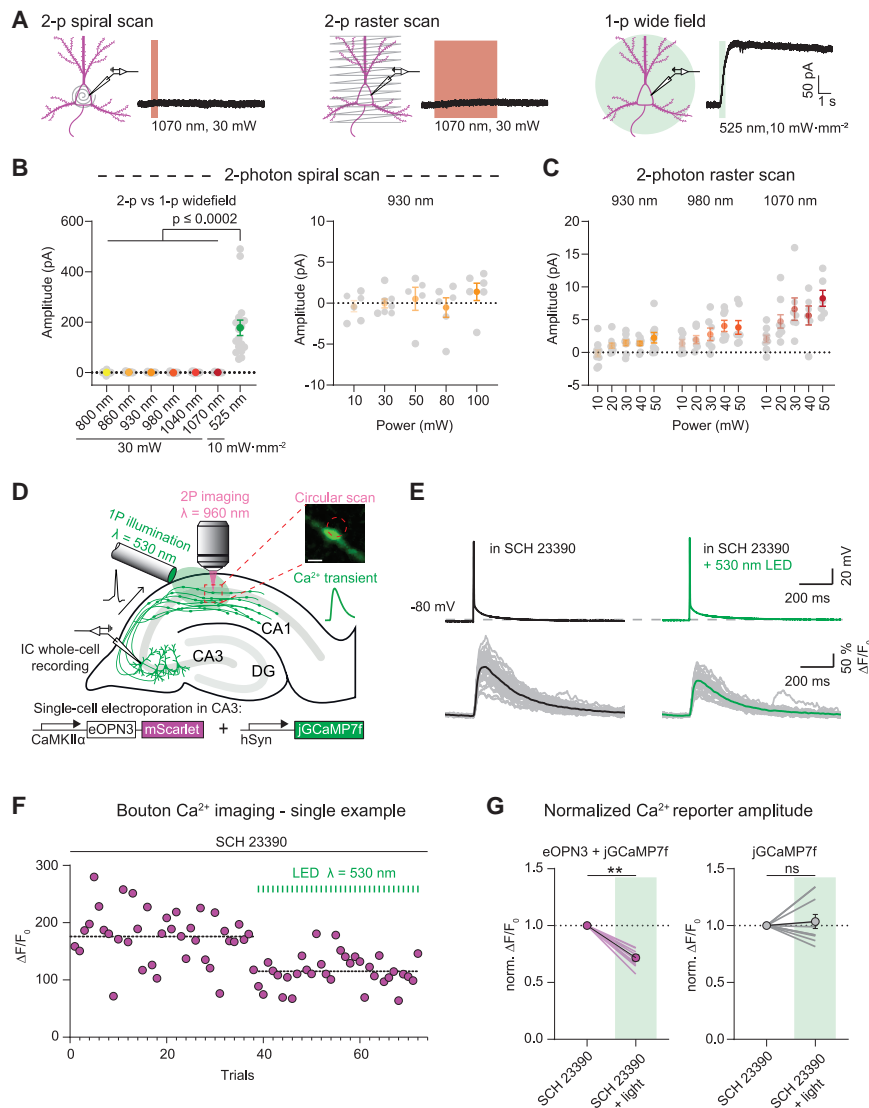 A
2-p spiral scan
1070 nm, 30 mW
2-p raster scan
1070 nm, 30 mW
1-p wide field
50 pA
1 s
525 nm,10 mW·mm⁻²
B
2-photon spiral scan
2-p vs 1-p widefield
p ≤ 0.0002
Amplitude (pA)
600
400
200
0
800 nm
860 nm
930 nm
980 nm
1040 nm
1070 nm
525 nm
30 mW
10 mW·mm⁻²
930 nm
Amplitude (pA)
10
5
0
-5
-10
10
30
50
80
100
Power (mW)
C
2-photon raster scan
930 nm
980 nm
1070 nm
Amplitude (pA)
20
15
10
5
0
-5
10
20
30
40
50
10
20
30
40
50
10
20
30
40
50
Power (mW)
D
2P imaging
λ = 960 nm
Circular scan
1P illumination
λ = 530 nm
Ca²⁺ transient
CA1
IC whole-cell
recording
CA3
DG
Single-cell electroporation in CA3:
CaMKIIα
eOPN3
mScarlet
+
hSyn
jGCaMP7f
E
in SCH 23390
-80 mV
in SCH 23390
+ 530 nm LED
20 mV
200 ms
50 %
ΔF/F₀
200 ms
F
Bouton Ca²⁺ imaging - single example
SCH 23390
LED λ = 530 nm
ΔF/F₀
300
200
100
0
0
20
40
60
Trials
G
Normalized Ca²⁺ reporter amplitude
eOPN3 + jGCaMP7f
**
norm. ΔF/F₀
1.5
1.0
0.5
0.0
SCH 23390
SCH 23390
+ light
jGCaMP7f
ns
norm. ΔF/F₀
1.5
1.0
0.5
0.0
SCH 23390
SCH 23390
+ light